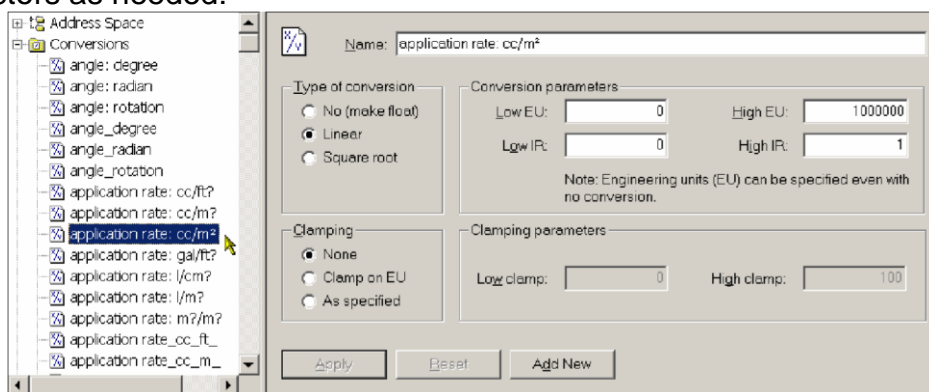 ters as needed.
Address Space
Conversions
angle: degree
angle: radian
angle: rotation
angle_degree
angle_radian
angle_rotation
application rate: cc/ft?
application rate: cc/m?
application rate: cc/m²
application rate: gal/ft?
application rate: l/cm?
application rate: l/m?
application rate: m?/m?
application rate_cc_ft_
application rate_cc_m_
Name: application rate: cc/m²
Type of conversion
No (make float)
Linear
Square root
Conversion parameters
Low EU: 0 High EU: 1000000
Low IR: 0 High IR: 1
Note: Engineering units (EU) can be specified even with
no conversion.
Clamping
None
Clamp on EU
As specified
Clamping parameters
Low clamp: 0 High clamp: 100
Apply Reset Add New